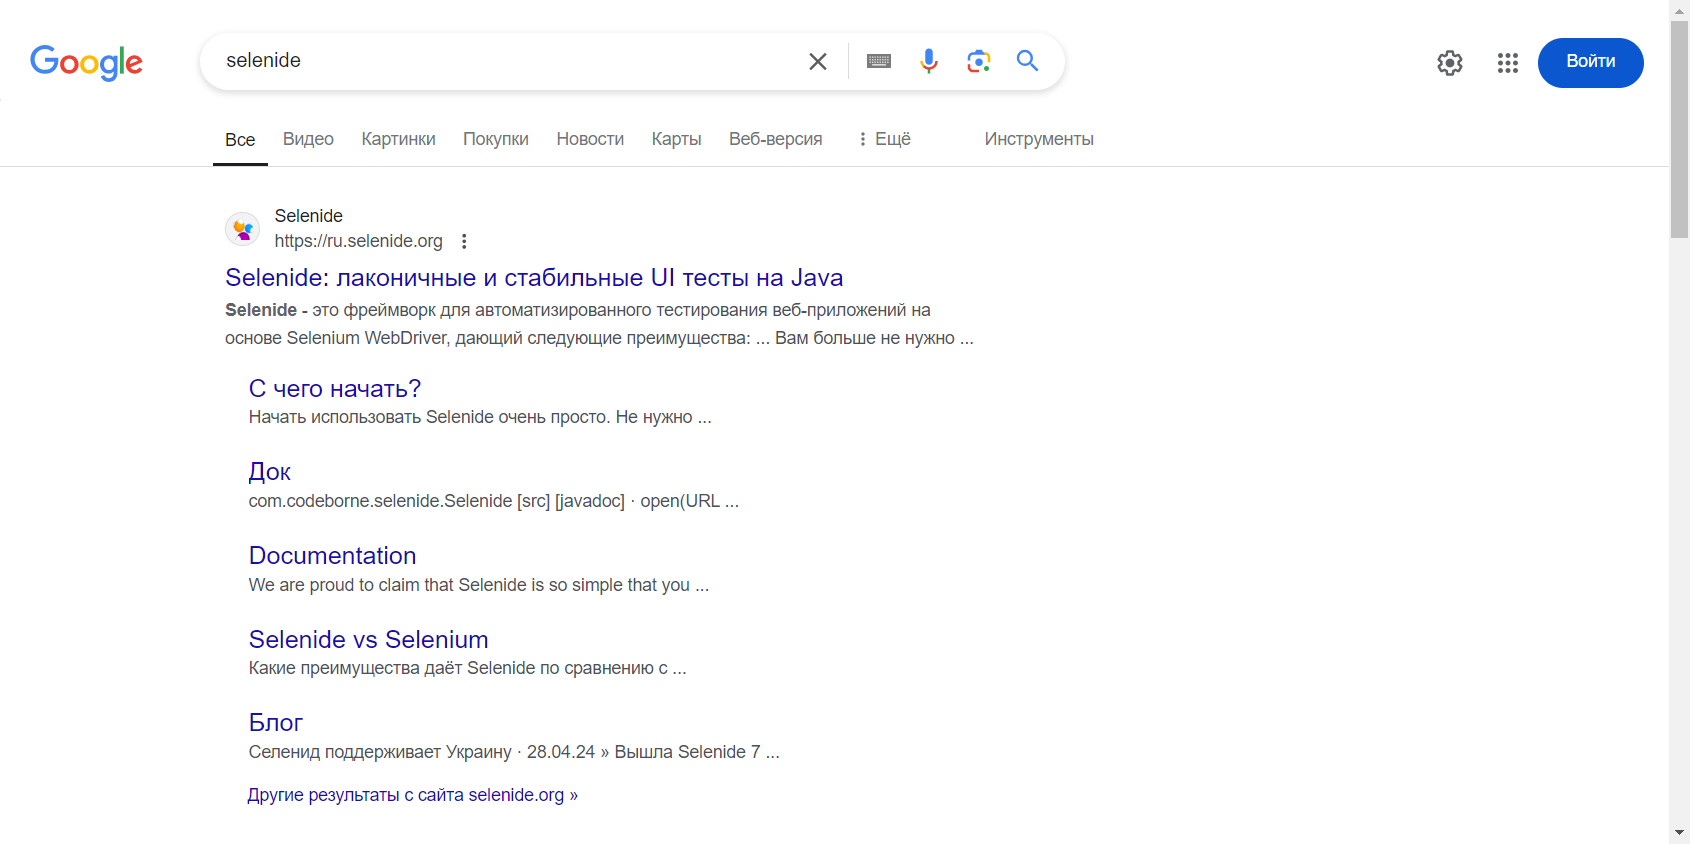 Google
selenide
Войти
Все Видео Картинки Покупки Новости Карты Веб-версия Ещё Инструменты
Selenide
https://ru.selenide.org
Selenide: лаконичные и стабильные UI тесты на Java
Selenide - это фреймворк для автоматизированного тестирования веб-приложений на
основе Selenium WebDriver, дающий следующие преимущества: ... Вам больше не нужно ...
С чего начать?
Начать использовать Selenide очень просто. Не нужно ...
Док
com.codeborne.selenide.Selenide [src] [javadoc] · open(URL ...
Documentation
We are proud to claim that Selenide is so simple that you ...
Selenide vs Selenium
Какие преимущества даёт Selenide по сравнению с ...
Блог
Селенид поддерживает Украину · 28.04.24 » Вышла Selenide 7 ...
Другие результаты с сайта selenide.org »